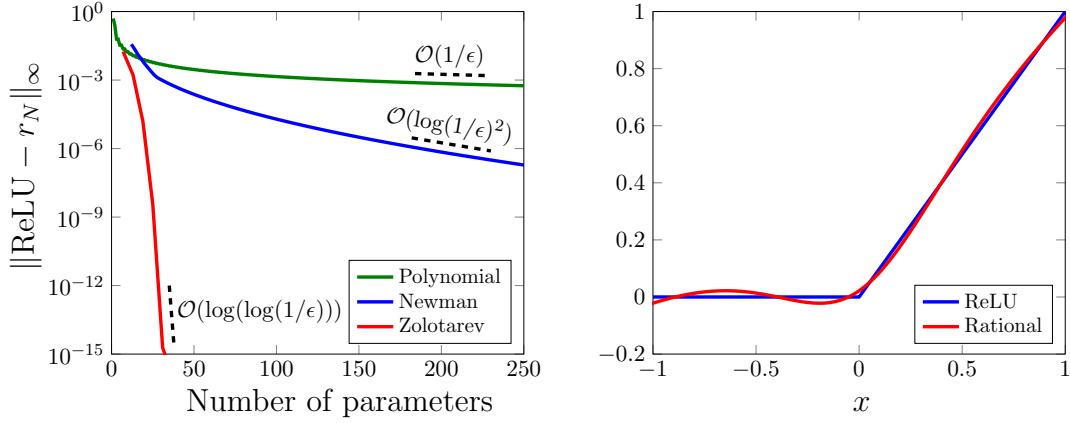 ‖ReLU − r_N‖_∞
10^0
10^{−3}
10^{−6}
10^{−9}
10^{−12}
10^{−15}
0 50 100 150 200 250
Number of parameters
𝒪(1/ϵ)
𝒪(log(1/ϵ)^2)
𝒪(log(log(1/ϵ)))
Polynomial
Newman
Zolotarev
1
0.8
0.6
0.4
0.2
0
−0.2
−1 −0.5 0 0.5 1
x
ReLU
Rational